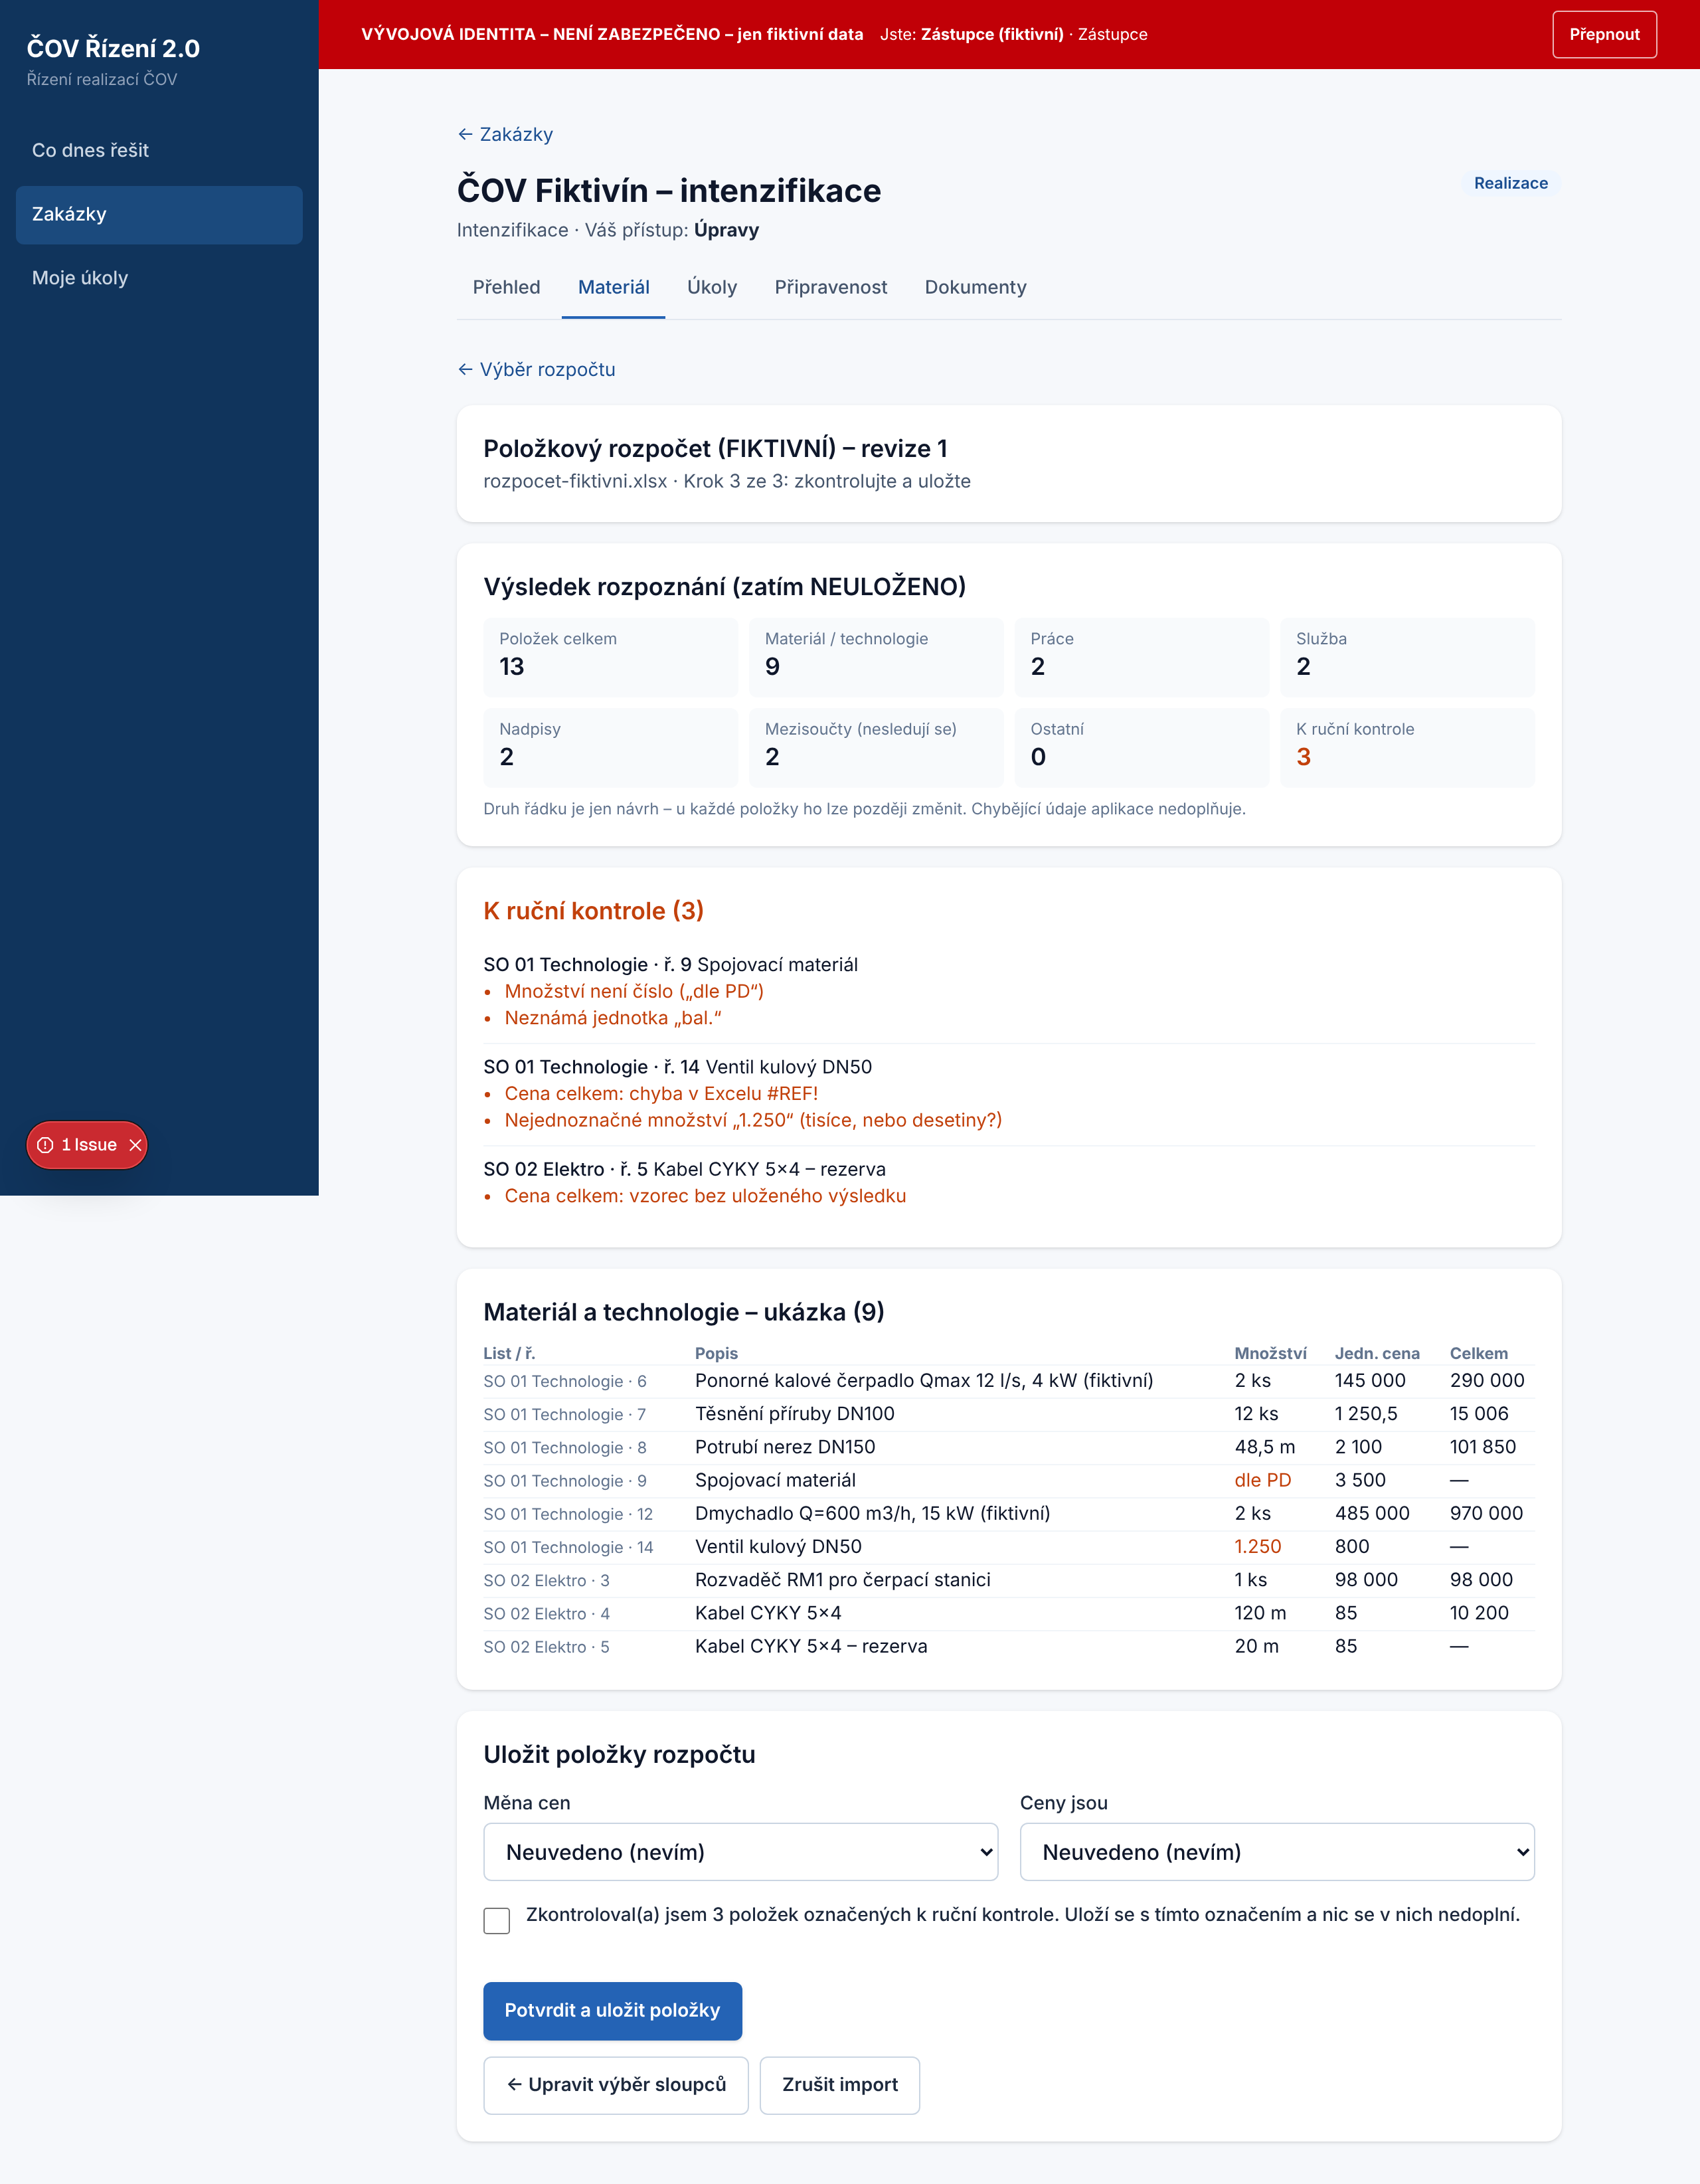 ČOV Řízení 2.0
Řízení realizací ČOV
Co dnes řešit
Zakázky
Moje úkoly
1 Issue
VÝVOJOVÁ IDENTITA – NENÍ ZABEZPEČENO – jen fiktivní data Jste: Zástupce (fiktivní) · Zástupce
Přepnout
← Zakázky
ČOV Fiktivín – intenzifikace
Realizace
Intenzifikace · Váš přístup: Úpravy
Přehled Materiál Úkoly Připravenost Dokumenty
← Výběr rozpočtu
Položkový rozpočet (FIKTIVNÍ) – revize 1
rozpocet-fiktivni.xlsx · Krok 3 ze 3: zkontrolujte a uložte
Výsledek rozpoznání (zatím NEULOŽENO)
Položek celkem Materiál / technologie Práce Služba
13 9 2 2
Nadpisy Mezisoučty (nesledují se) Ostatní K ruční kontrole
2 2 0 3
Druh řádku je jen návrh – u každé položky ho lze později změnit. Chybějící údaje aplikace nedoplňuje.
K ruční kontrole (3)
SO 01 Technologie · ř. 9 Spojovací materiál
• Množství není číslo („dle PD“)
• Neznámá jednotka „bal.“
SO 01 Technologie · ř. 14 Ventil kulový DN50
• Cena celkem: chyba v Excelu #REF!
• Nejednoznačné množství „1.250“ (tisíce, nebo desetiny?)
SO 02 Elektro · ř. 5 Kabel CYKY 5×4 – rezerva
• Cena celkem: vzorec bez uloženého výsledku
Materiál a technologie – ukázka (9)
List / ř. Popis Množství Jedn. cena Celkem
SO 01 Technologie · 6 Ponorné kalové čerpadlo Qmax 12 l/s, 4 kW (fiktivní) 2 ks 145 000 290 000
SO 01 Technologie · 7 Těsnění příruby DN100 12 ks 1 250,5 15 006
SO 01 Technologie · 8 Potrubí nerez DN150 48,5 m 2 100 101 850
SO 01 Technologie · 9 Spojovací materiál dle PD 3 500 —
SO 01 Technologie · 12 Dmychadlo Q=600 m3/h, 15 kW (fiktivní) 2 ks 485 000 970 000
SO 01 Technologie · 14 Ventil kulový DN50 1.250 800 —
SO 02 Elektro · 3 Rozvaděč RM1 pro čerpací stanici 1 ks 98 000 98 000
SO 02 Elektro · 4 Kabel CYKY 5×4 120 m 85 10 200
SO 02 Elektro · 5 Kabel CYKY 5×4 – rezerva 20 m 85 —
Uložit položky rozpočtu
Měna cen Ceny jsou
Neuvedeno (nevím) Neuvedeno (nevím)
Zkontroloval(a) jsem 3 položek označených k ruční kontrole. Uloží se s tímto označením a nic se v nich nedoplní.
Potvrdit a uložit položky
← Upravit výběr sloupců Zrušit import